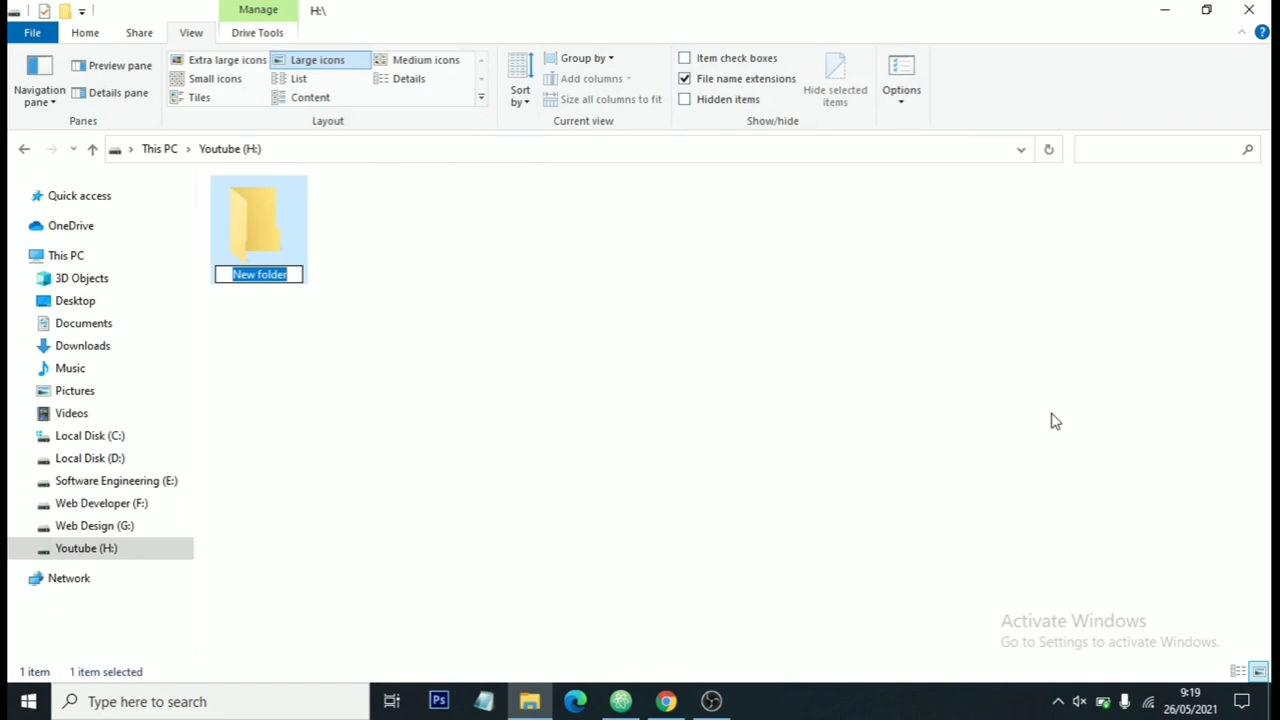 Manage
H:\
File
Home
Share
View
Drive Tools
Navigation pane
Preview pane
Details pane
Panes
Extra large icons
Large icons
Medium icons
Small icons
List
Details
Tiles
Content
Layout
Sort by
Group by
Add columns
Size all columns to fit
Current view
Item check boxes
File name extensions
Hidden items
Hide selected items
Show/hide
Options
This PC > Youtube (H:)
Quick access
OneDrive
This PC
3D Objects
Desktop
Documents
Downloads
Music
Pictures
Videos
Local Disk (C:)
Local Disk (D:)
Software Engineering (E:)
Web Developer (F:)
Web Design (G:)
Youtube (H:)
Network
New folder
Activate Windows
Go to Settings to activate Windows.
1 item
1 item selected
Type here to search
Ps
9:19
26/05/2021